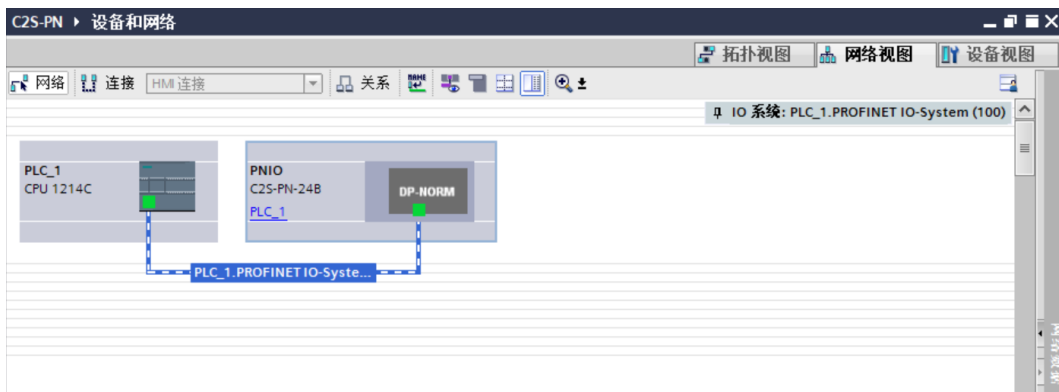 C2S-PN ▸ 设备和网络
拓扑视图 网络视图 设备视图
网络 连接 HMI 连接 关系
IO 系统: PLC_1.PROFINET IO-System (100)
PLC_1
CPU 1214C
PNIO
C2S-PN-24B
PLC_1
DP-NORM
PLC_1.PROFINET IO-Syste...